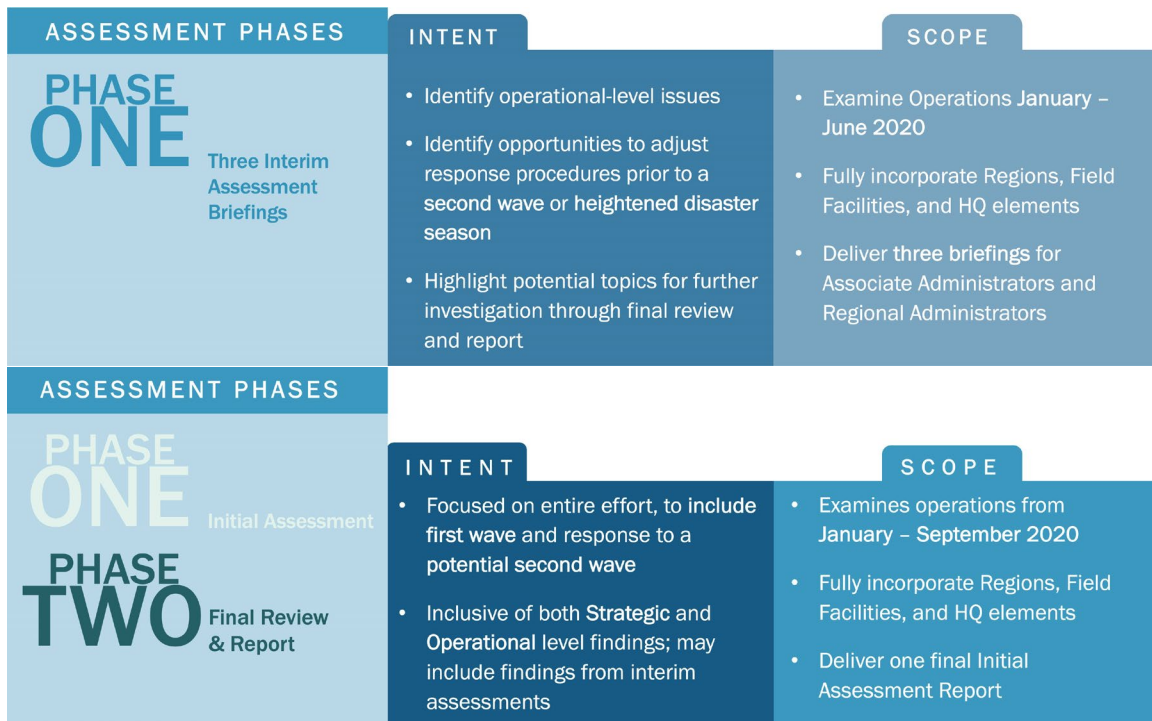 ASSESSMENT PHASES
PHASE
ONE
Three Interim
Assessment
Briefings
INTENT
• Identify operational-level issues
• Identify opportunities to adjust
response procedures prior to a
second wave or heightened disaster
season
• Highlight potential topics for further
investigation through final review
and report
SCOPE
• Examine Operations January –
June 2020
• Fully incorporate Regions, Field
Facilities, and HQ elements
• Deliver three briefings for
Associate Administrators and
Regional Administrators
ASSESSMENT PHASES
PHASE
ONE
Initial Assessment
PHASE
TWO
Final Review
& Report
INTENT
• Focused on entire effort, to include
first wave and response to a
potential second wave
• Inclusive of both Strategic and
Operational level findings; may
include findings from interim
assessments
SCOPE
• Examines operations from
January – September 2020
• Fully incorporate Regions, Field
Facilities, and HQ elements
• Deliver one final Initial
Assessment Report